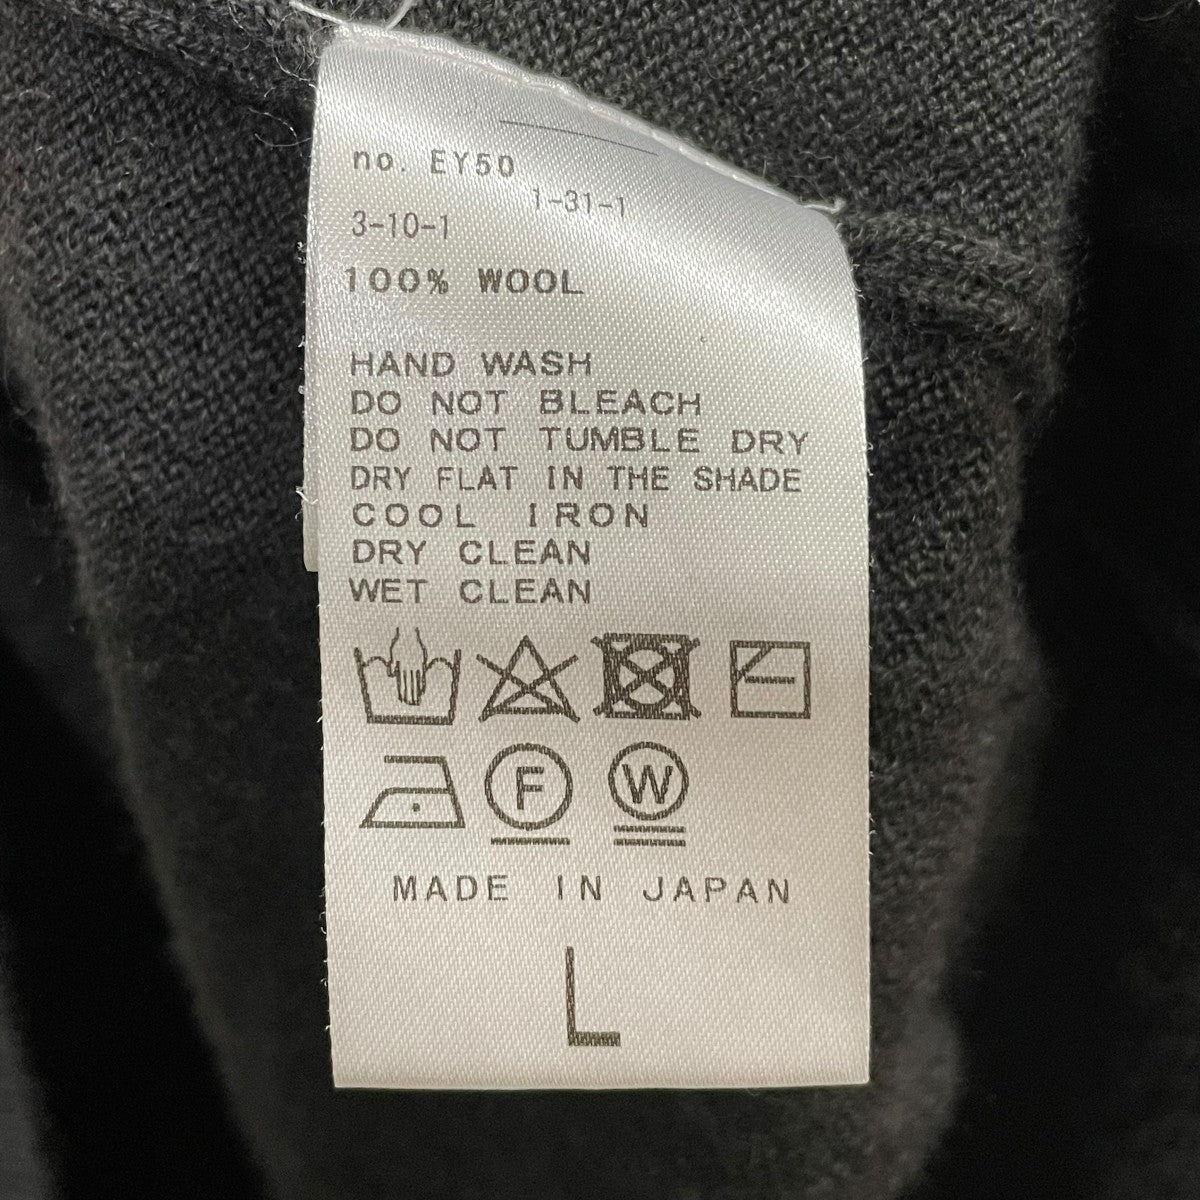 no. EY50
1-31-1
3-10-1
100% WOOL
HAND WASH
DO NOT BLEACH
DO NOT TUMBLE DRY
DRY FLAT IN THE SHADE
COOL IRON
DRY CLEAN
WET CLEAN
F W
MADE IN JAPAN
L